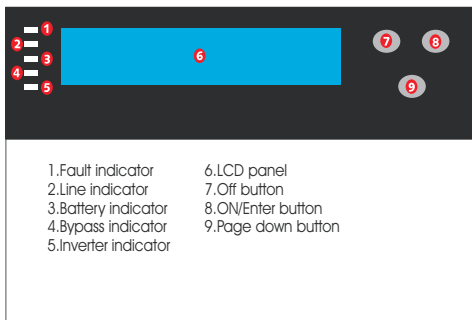 1
2
3
4
5
6
7
8
9
1.Fault indicator
2.Line indicator
3.Battery indicator
4.Bypass indicator
5.Inverter indicator
6.LCD panel
7.Off button
8.ON/Enter button
9.Page down button